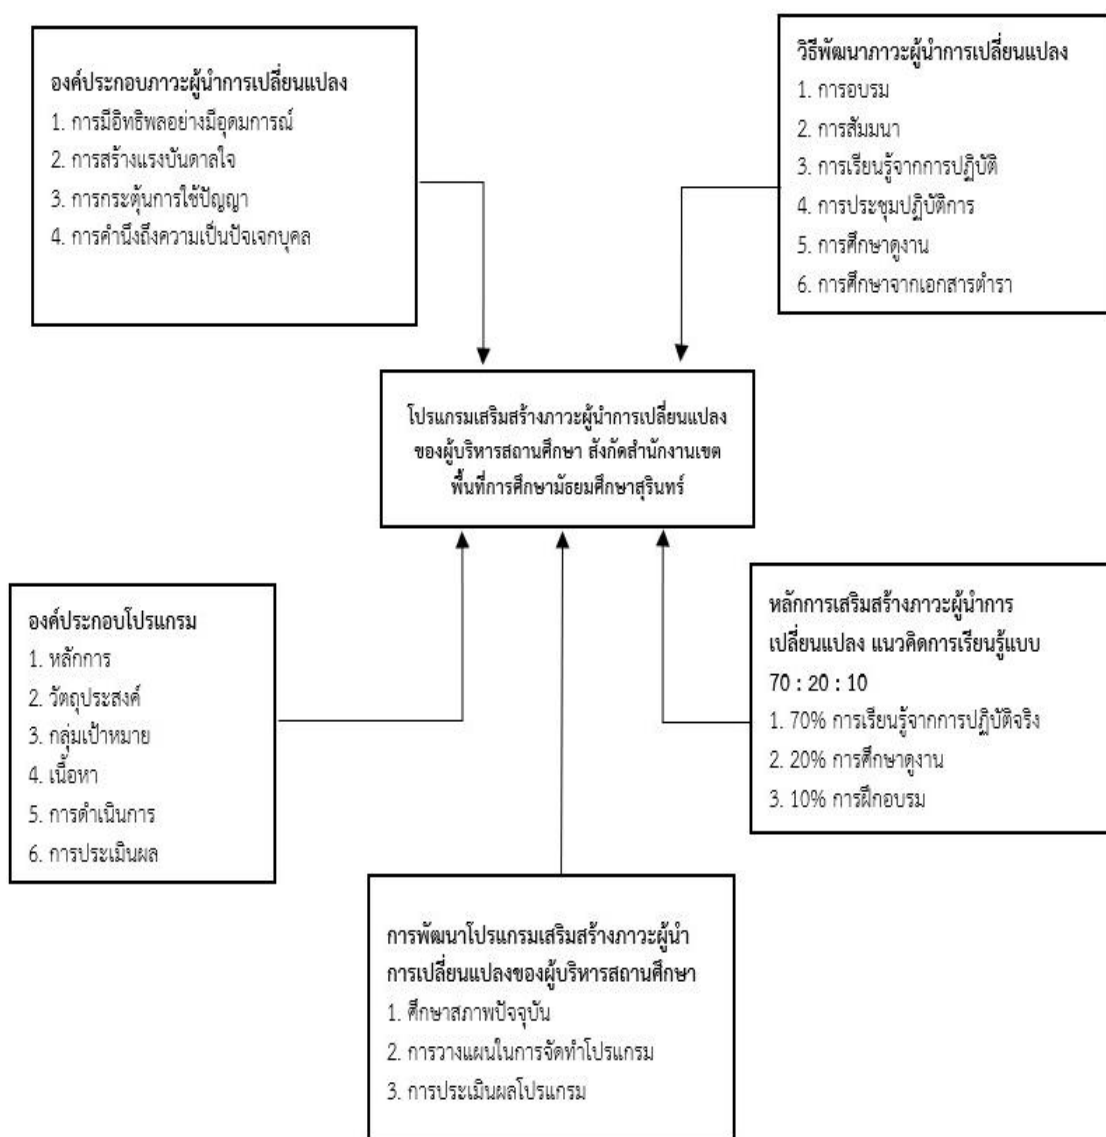 องค์ประกอบภาวะผู้นำการเปลี่ยนแปลง
1. การมีอิทธิพลอย่างมีอุดมการณ์
2. การสร้างแรงบันดาลใจ
3. การกระตุ้นการใช้ปัญญา
4. การคำนึงถึงความเป็นปัจเจกบุคล
วิธีพัฒนาภาวะผู้นำการเปลี่ยนแปลง
1. การอบรม
2. การสัมมนา
3. การเรียนรู้จากการปฏิบัติ
4. การประชุมปฏิบัติการ
5. การศึกษาดูงาน
6. การศึกษาจากเอกสารตำรา
โปรแกรมเสริมสร้างภาวะผู้นำการเปลี่ยนแปลง
ของผู้บริหารสถานศึกษา สังกัดสำนักงานเขต
พื้นที่การศึกษามัธยมศึกษาสุรินทร์
องค์ประกอบโปรแกรม
1. หลักการ
2. วัตถุประสงค์
3. กลุ่มเป้าหมาย
4. เนื้อหา
5. การดำเนินการ
6. การประเมินผล
หลักการเสริมสร้างภาวะผู้นำการ
เปลี่ยนแปลง แนวคิดการเรียนรู้แบบ
70 : 20 : 10
1. 70% การเรียนรู้จากการปฏิบัติจริง
2. 20% การศึกษาดูงาน
3. 10% การฝึกอบรม
การพัฒนาโปรแกรมเสริมสร้างภาวะผู้นำ
การเปลี่ยนแปลงของผู้บริหารสถานศึกษา
1. ศึกษาสภาพปัจจุบัน
2. การวางแผนในการจัดทำโปรแกรม
3. การประเมินผลโปรแกรม